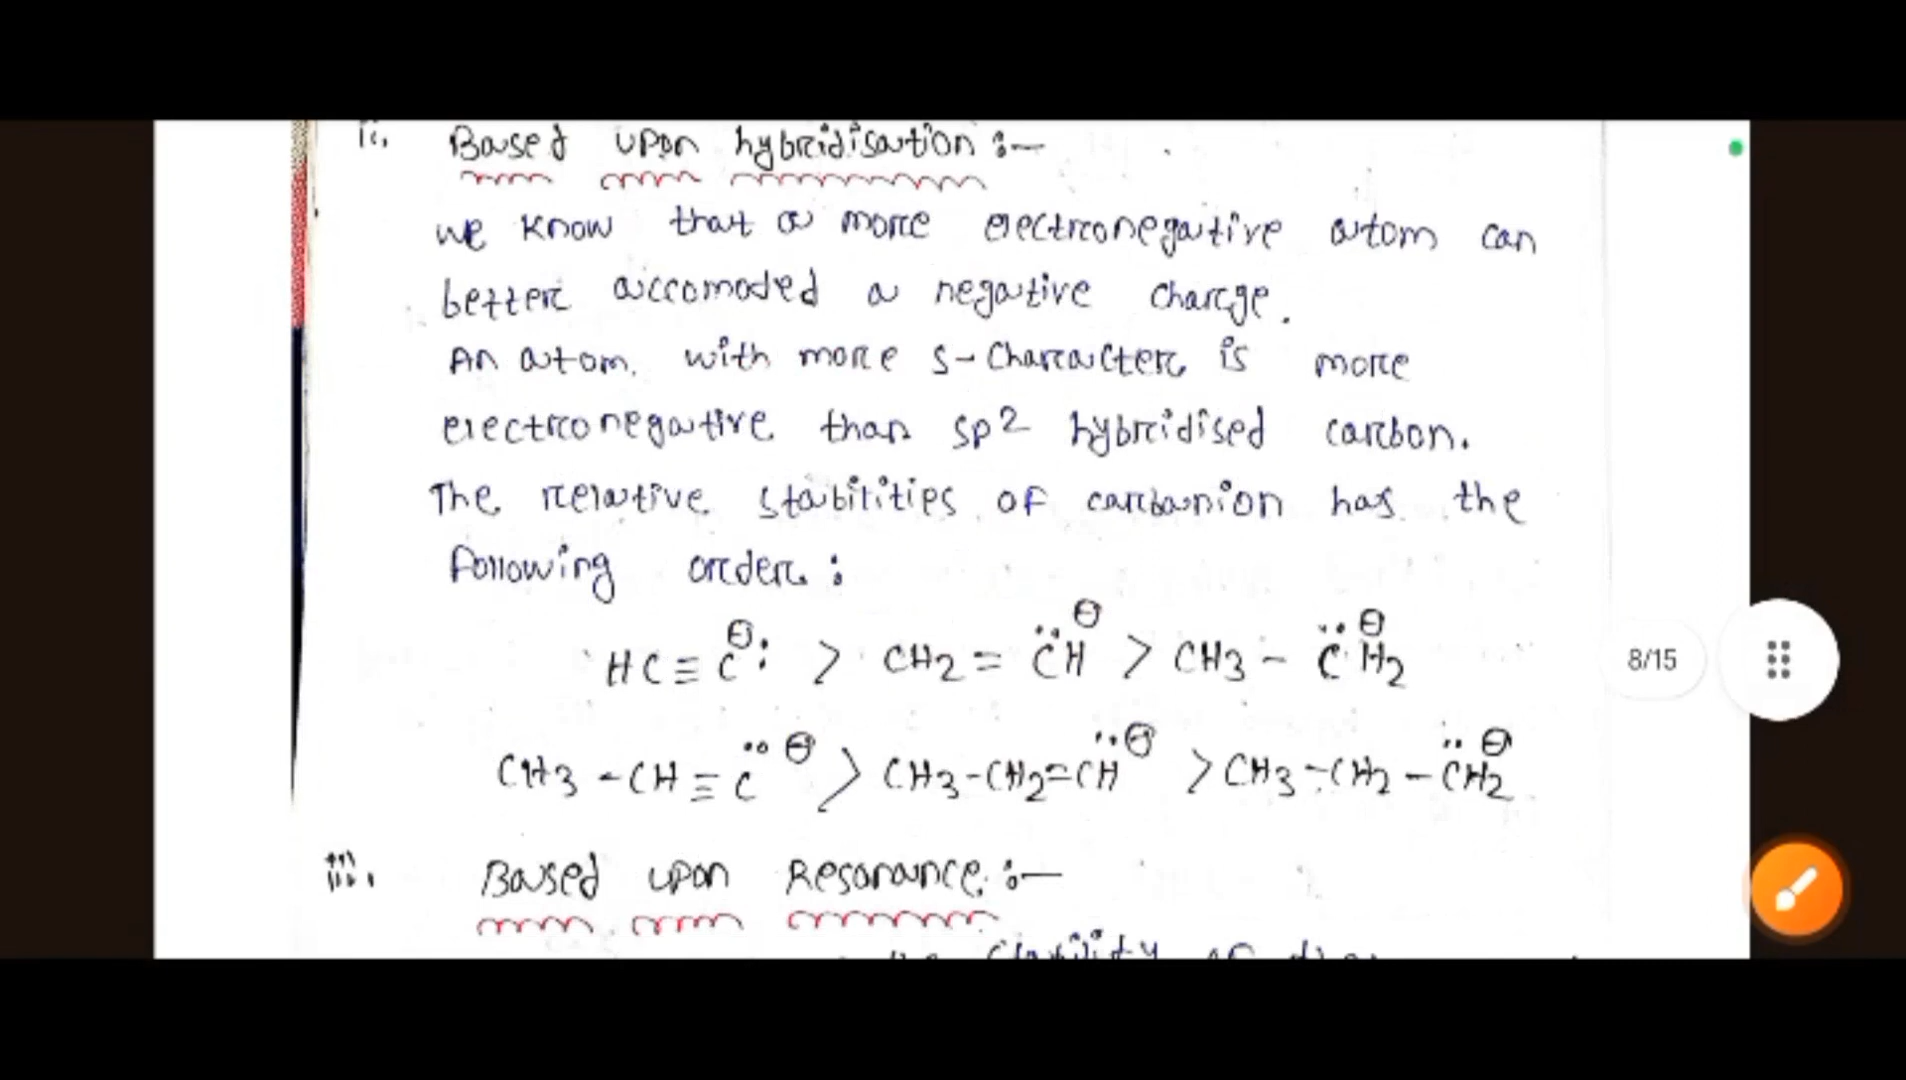 ii. Based upon hybridisation :-
we know that a more electronegative atom can
better accomoded a negative charge.
An atom with more s-character is more
electronegative than sp2 hybridised carbon.
The relative stabilities of carbanion has the
following order :
HC ≡ C⊖: > CH2 = C̈H⊖ > CH3 - C̈H2⊖
8/15
CH3 - CH ≡ C̈⊖ > CH3-CH2=C̈H⊖ > CH3-CH2-C̈H2⊖
iii. Based upon Resonance :-
stability of